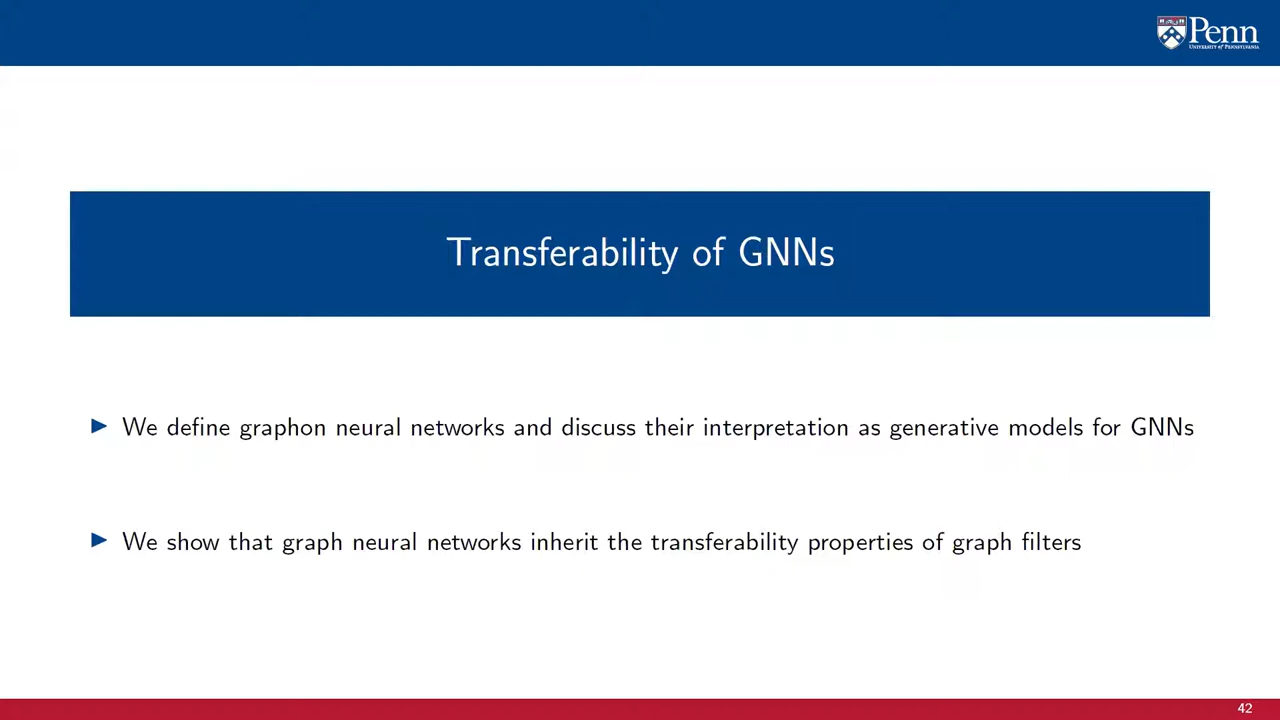 Penn
UNIVERSITY of PENNSYLVANIA
Transferability of GNNs
We define graphon neural networks and discuss their interpretation as generative models for GNNs
We show that graph neural networks inherit the transferability properties of graph filters
42